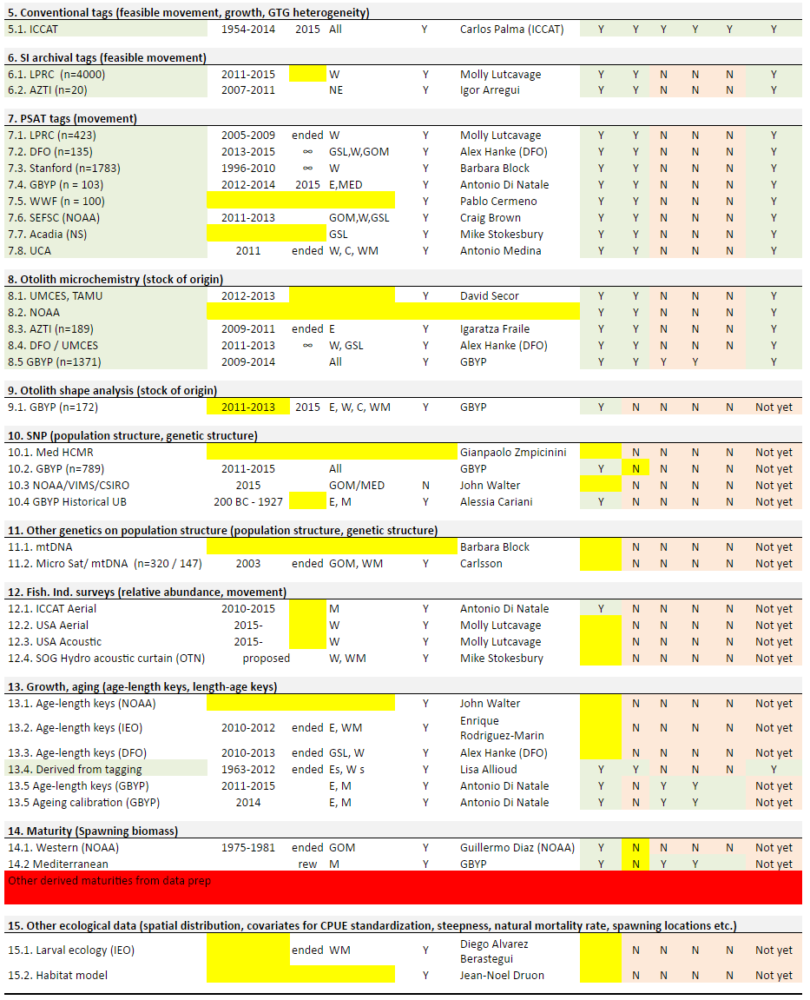 5. Conventional tags (feasible movement, growth, GTG heterogeneity)
5.1. ICCAT 1954-2014 2015 All Y Carlos Palma (ICCAT) Y Y Y Y Y Y
6. SI archival tags (feasible movement)
6.1. LPRC (n=4000) 2011-2015 W Y Molly Lutcavage Y Y N N N Y
6.2. AZTI (n=20) 2007-2011 NE Y Igor Arregui Y Y N N N Y
7. PSAT tags (movement)
7.1. LPRC (n=423) 2005-2009 ended W Y Molly Lutcavage Y Y N N N Y
7.2. DFO (n=135) 2013-2015 ∞ GSL,W,GOM Y Alex Hanke (DFO) Y Y N N N Y
7.3. Stanford (n=1783) 1996-2010 ∞ W Y Barbara Block Y Y N N N Y
7.4. GBYP (n = 103) 2012-2014 2015 E,MED Y Antonio Di Natale Y Y N N N Y
7.5. WWF (n = 100) Y Pablo Cermeno Y Y N N N Y
7.6. SEFSC (NOAA) 2011-2013 GOM,W,GSL Y Craig Brown Y Y N N N Y
7.7. Acadia (NS) GSL Y Mike Stokesbury Y Y N N N Y
7.8. UCA 2011 ended W, C, WM Y Antonio Medina Y Y N N N Y
8. Otolith microchemistry (stock of origin)
8.1. UMCES, TAMU 2012-2013 Y David Secor Y Y N N N Y
8.2. NOAA Y Y N N N Y
8.3. AZTI (n=189) 2009-2011 ended E Y Igaratza Fraile Y Y N N N Y
8.4. DFO / UMCES 2011-2013 ∞ W, GSL Y Alex Hanke (DFO) Y Y N N N Y
8.5 GBYP (n=1371) 2009-2014 All Y GBYP Y Y Y Y Y
9. Otolith shape analysis (stock of origin)
9.1. GBYP (n=172) 2011-2013 2015 E, W, C, WM Y GBYP Y N N N N Not yet
10. SNP (population structure, genetic structure)
10.1. Med HCMR Gianpaolo Zmpicinini N N N N Not yet
10.2. GBYP (n=789) 2011-2015 All Y GBYP Y N N N N Not yet
10.3 NOAA/VIMS/CSIRO 2015 GOM/MED N John Walter N N N N Not yet
10.4 GBYP Historical UB 200 BC - 1927 E, M Y Alessia Cariani Y N N N N Not yet
11. Other genetics on population structure (population structure, genetic structure)
11.1. mtDNA Barbara Block N N N N Not yet
11.2. Micro Sat/ mtDNA (n=320 / 147) 2003 ended GOM, WM Y Carlsson N N N N Not yet
12. Fish. Ind. surveys (relative abundance, movement)
12.1. ICCAT Aerial 2010-2015 M Y Antonio Di Natale Y N N N N Not yet
12.2. USA Aerial 2015- W Y Molly Lutcavage N N N N Not yet
12.3. USA Acoustic 2015- W Y Molly Lutcavage N N N N Not yet
12.4. SOG Hydro acoustic curtain (OTN) proposed W, WM Y Mike Stokesbury N N N N Not yet
13. Growth, aging (age-length keys, length-age keys)
13.1. Age-length keys (NOAA) Y John Walter N N N N Not yet
13.2. Age-length keys (IEO) 2010-2012 ended E, WM Y Enrique Rodriguez-Marin N N N N Not yet
13.3. Age-length keys (DFO) 2010-2013 ended GSL, W Y Alex Hanke (DFO) N N N N Not yet
13.4. Derived from tagging 1963-2012 ended Es, W s Y Lisa Allioud Y Y N N N Y
13.5 Age-length keys (GBYP) 2011-2015 E, M Y Antonio Di Natale Y N Y Y Not yet
13.5 Ageing calibration (GBYP) 2014 E, M Y Antonio Di Natale Y N Y Y Not yet
14. Maturity (Spawning biomass)
14.1. Western (NOAA) 1975-1981 ended GOM Y Guillermo Diaz (NOAA) Y N N N N Not yet
14.2 Mediterranean rew M Y GBYP Y N Y Y Not yet
Other derived maturities from data prep
15. Other ecological data (spatial distribution, covariates for CPUE standardization, steepness, natural mortality rate, spawning locations etc.)
15.1. Larval ecology (IEO) ended WM Y Diego Alvarez Berastegui N N N N Not yet
15.2. Habitat model Y Jean-Noel Druon N N N N Not yet